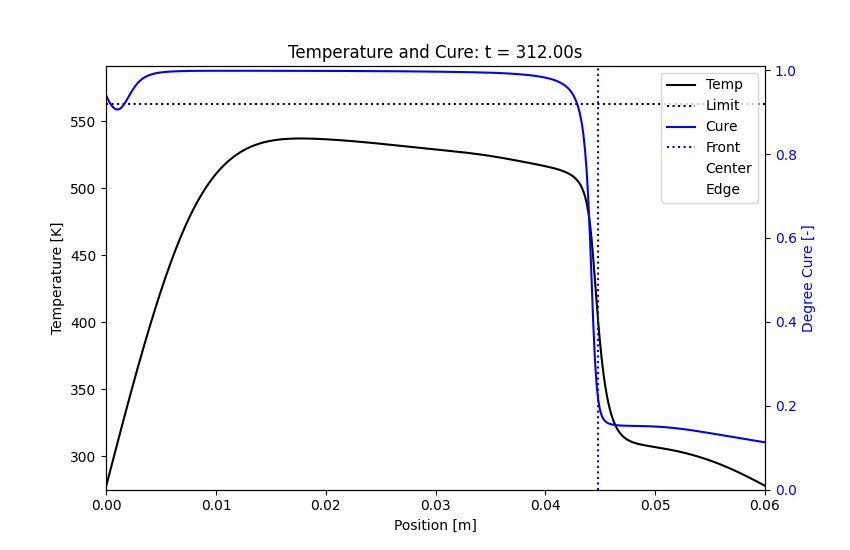 Temperature and Cure: t = 312.00s
Temp
Limit
Cure
Front
Center
Edge
550
500
450
400
350
300
Temperature [K]
1.0
0.8
0.6
0.4
0.2
0.0
Degree Cure [-]
0.00 0.01 0.02 0.03 0.04 0.05 0.06
Position [m]